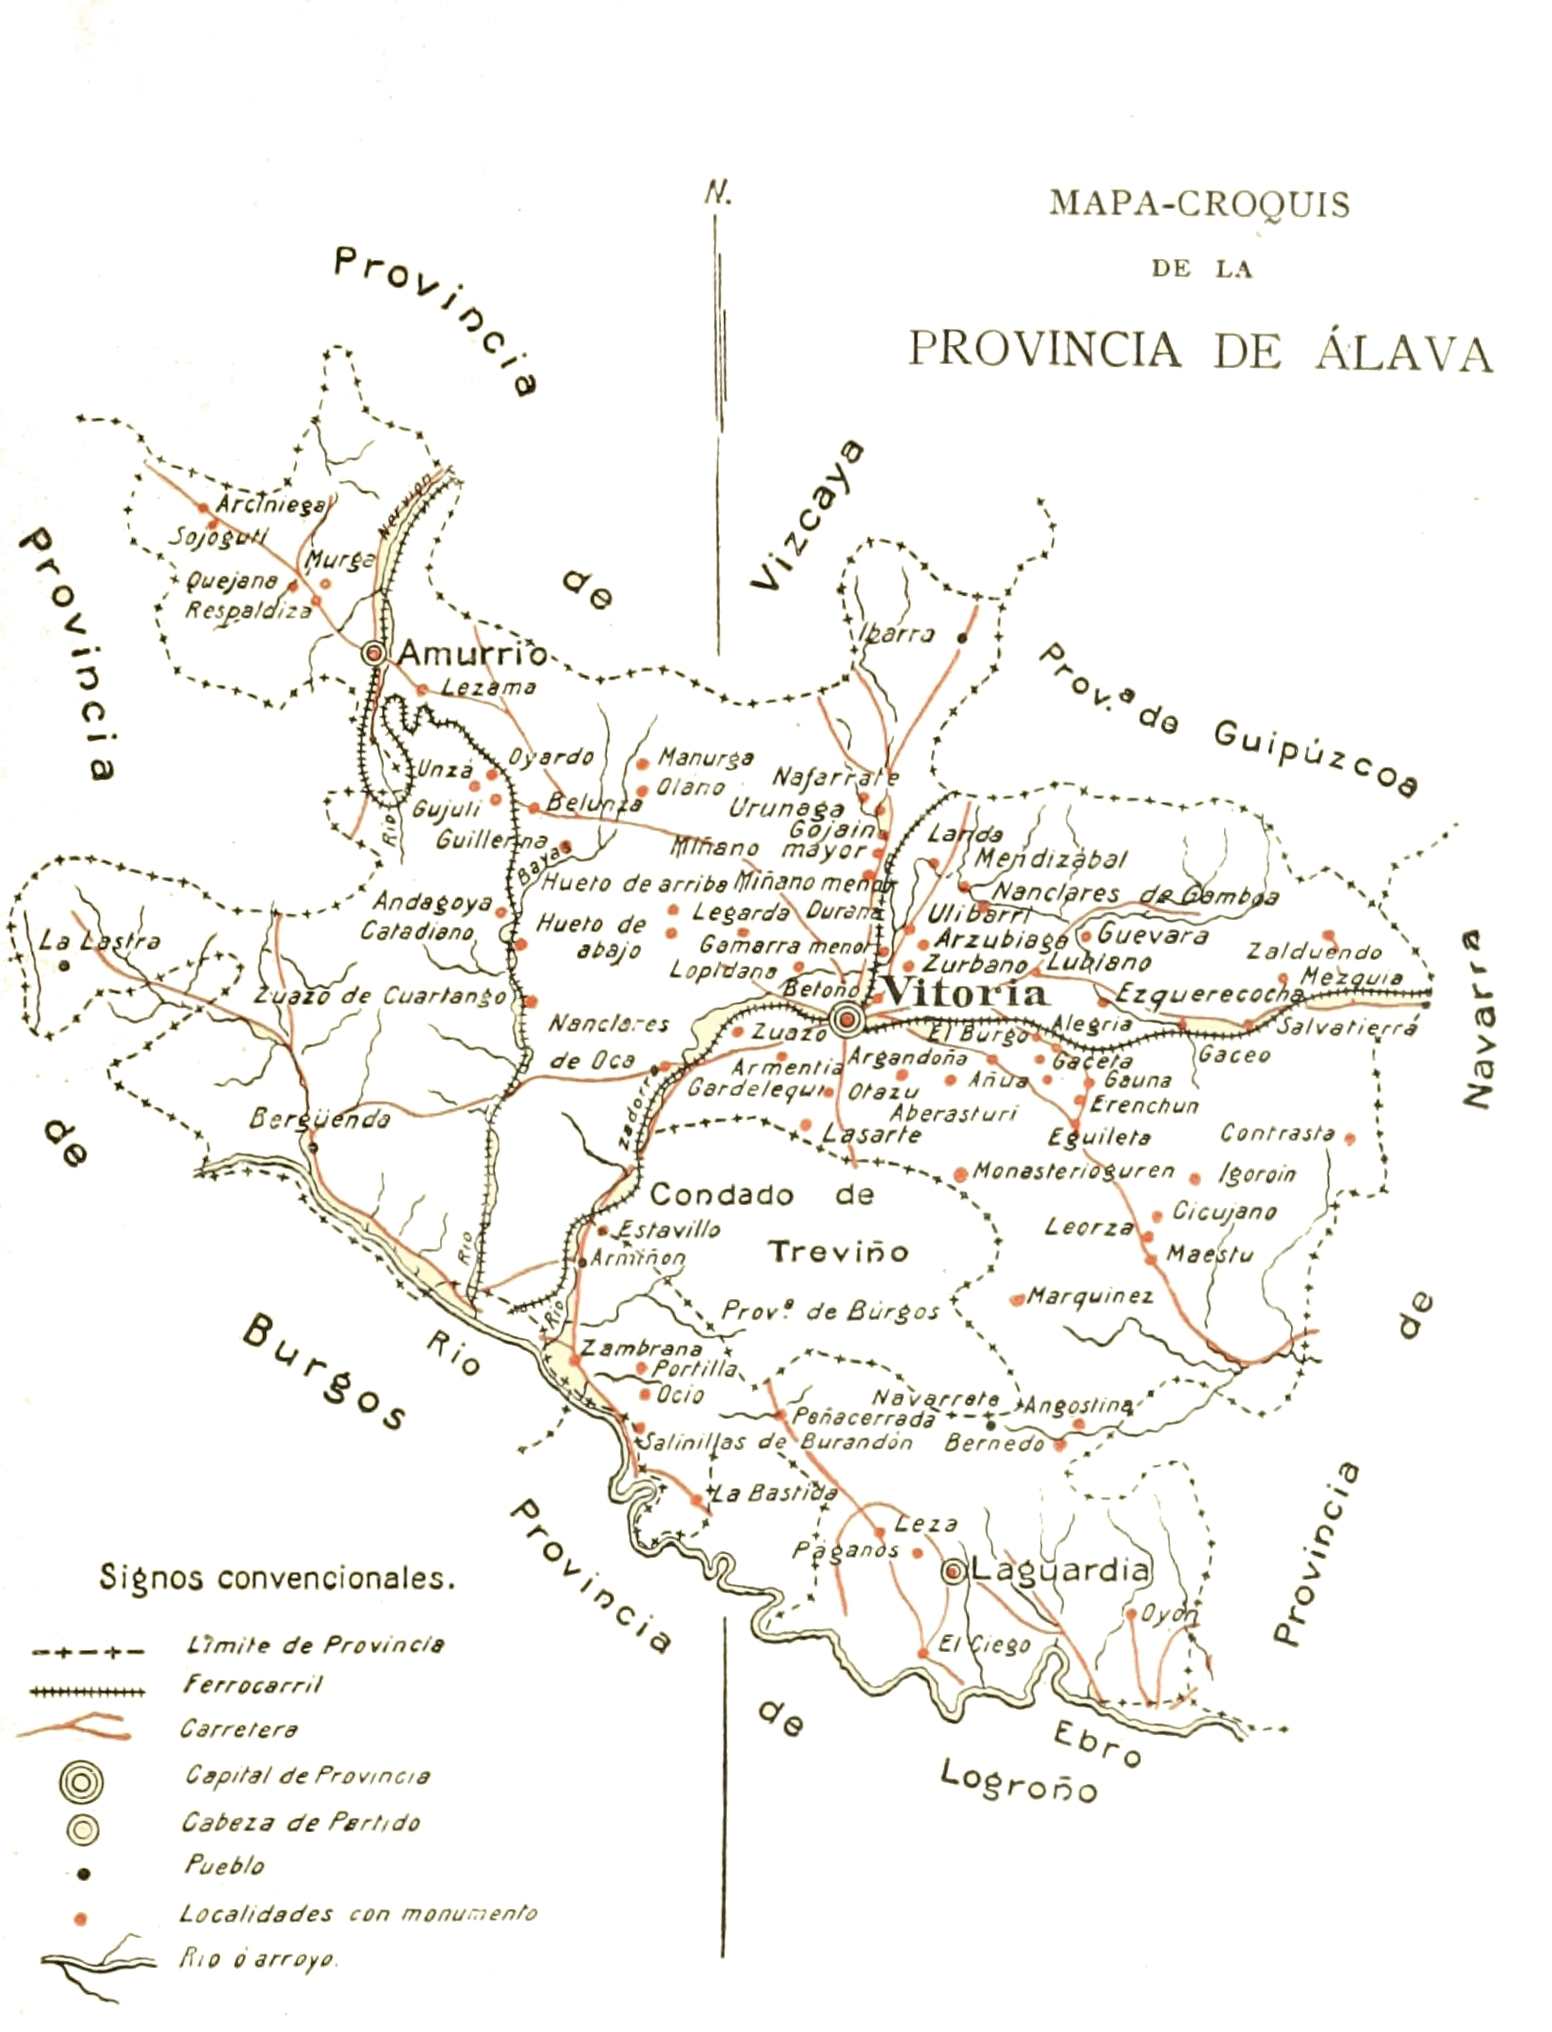 N.
MAPA-CROQUIS
DE LA
PROVINCIA DE ÁLAVA
Provincia
de
Vizcaya
Prov.ª de Guipúzcoa
Navarra
de
Provincia
Provincia
de
Burgos
Provincia
de
Logroño
Rio
Ebro
Arciniega
Sojoguti
Murga
Quejana
Respaldiza
Nervion
Amurrio
Lezama
Ibarra
Unzá
Oyardo
Manurga
Olano
Nafarrate
Gujuli
Belunza
Urunaga
Gojain
Landa
Rio
Guillerna
Miñano mayor
Mendizábal
Bayas
Hueto de arriba
Miñano menor
Nanclares de Gamboa
Andagoya
Legarda
Durana
Ulibarri
Catadiano
Hueto de
abajo
Gamarra menor
Arzubiaga
Guevara
Zalduendo
La Lastra
Lopidana
Zurbano
Lubiano
Mezquia
Zuazo de Cuartango
Betoño
Vitoria
Ezquerecocha
Nanclares
de Oca
Zuazo
El Burgo
Alegria
Salvatierra
Armentia
Argandoña
Gaceta
Gaceo
Gardelequi
Otazu
Añua
Gauna
Bergüenda
Aberasturi
Erenchun
Zadorra
Lasarte
Eguileta
Contrasta
Monasterioguren
Igoroin
Condado de
Treviño
Prov.ª de Búrgos
Cicujano
Leorza
Maestu
Estavillo
Armiñon
Marquinez
Rio
Rio
Zambrana
Portilla
Ocio
Navarrete
Angostina
Peñacerrada
Salinillas de Burandón
Bernedo
La Bastida
Leza
Páganos
Laguardia
Oyón
El Ciego
Signos convencionales.
Límite de Provincia
Ferrocarril
Carretera
Capital de Provincia
Cabeza de Partido
Pueblo
Localidades con monumento
Rio ó arroyo.